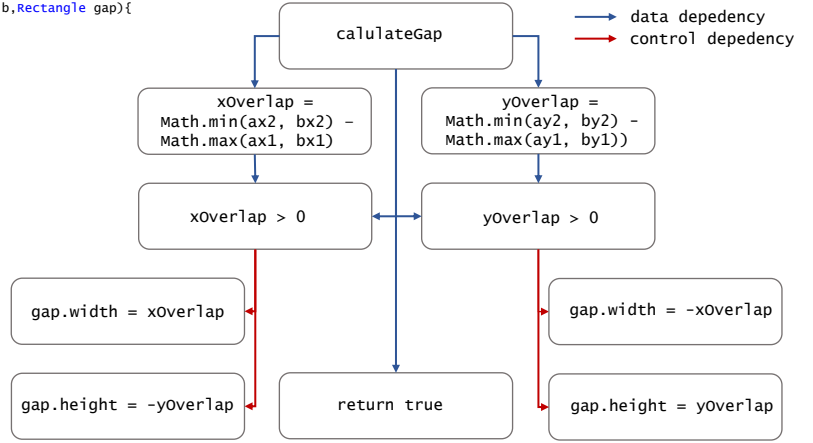 b,Rectangle gap){
data depedency
control depedency
calulateGap
xOverlap =
Math.min(ax2, bx2) –
Math.max(ax1, bx1)
yOverlap =
Math.min(ay2, by2) -
Math.max(ay1, by1))
xOverlap > 0
yOverlap > 0
gap.width = xOverlap
gap.width = -xOverlap
gap.height = -yOverlap
return true
gap.height = yOverlap